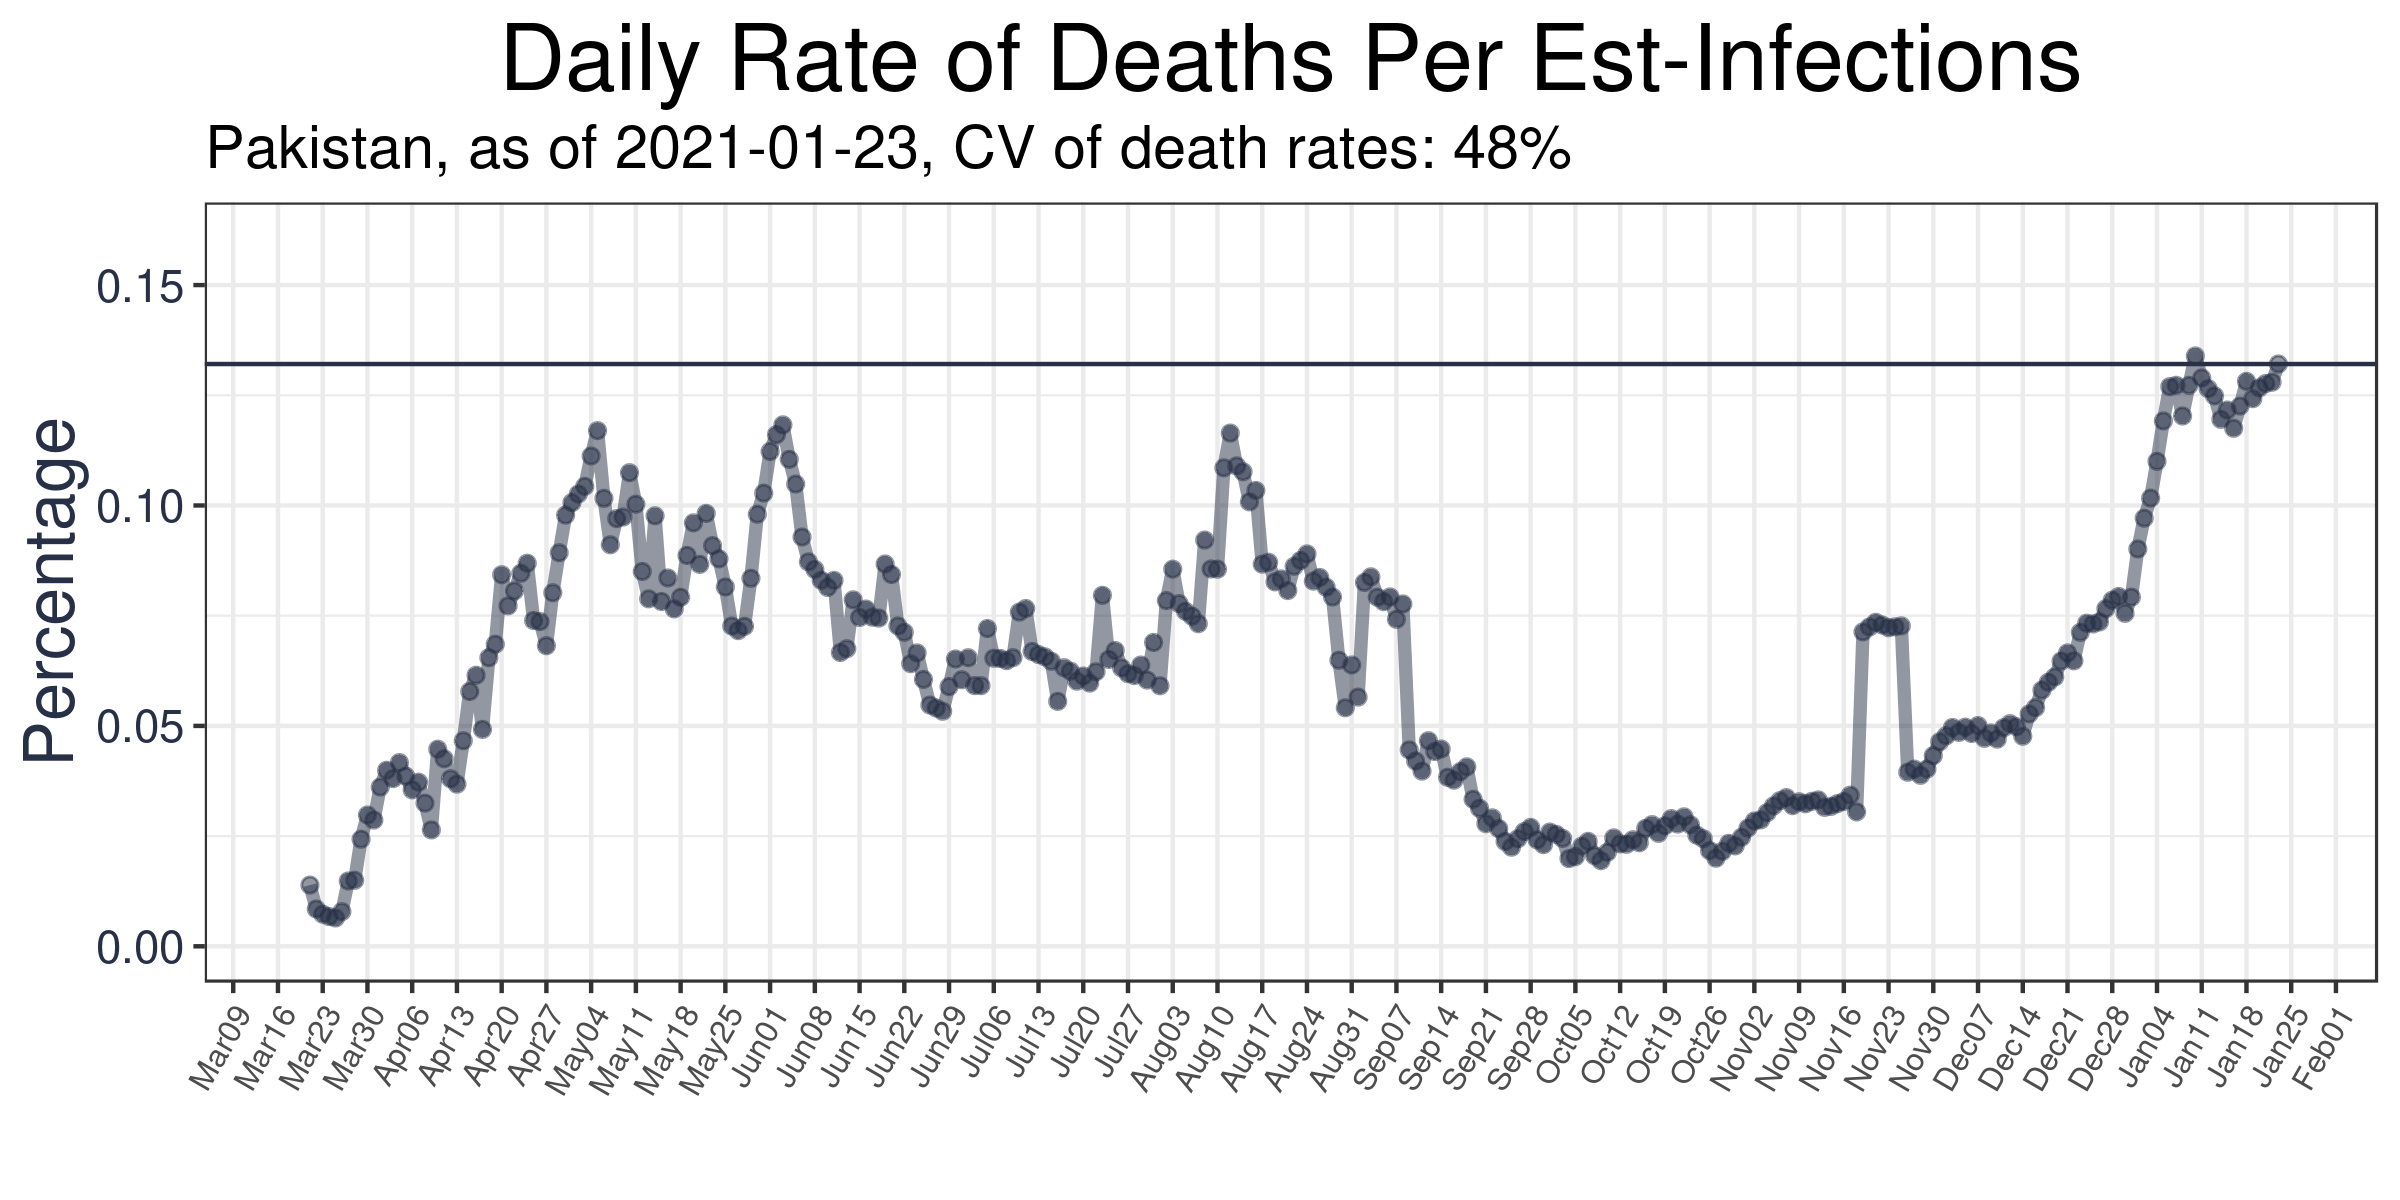 Daily Rate of Deaths Per Est-Infections
Pakistan, as of 2021-01-23, CV of death rates: 48%
Percentage
0.15
0.10
0.05
0.00
Mar09
Mar16
Mar23
Mar30
Apr06
Apr13
Apr20
Apr27
May04
May11
May18
May25
Jun01
Jun08
Jun15
Jun22
Jun29
Jul06
Jul13
Jul20
Jul27
Aug03
Aug10
Aug17
Aug24
Aug31
Sep07
Sep14
Sep21
Sep28
Oct05
Oct12
Oct19
Oct26
Nov02
Nov09
Nov16
Nov23
Nov30
Dec07
Dec14
Dec21
Dec28
Jan04
Jan11
Jan18
Jan25
Feb01